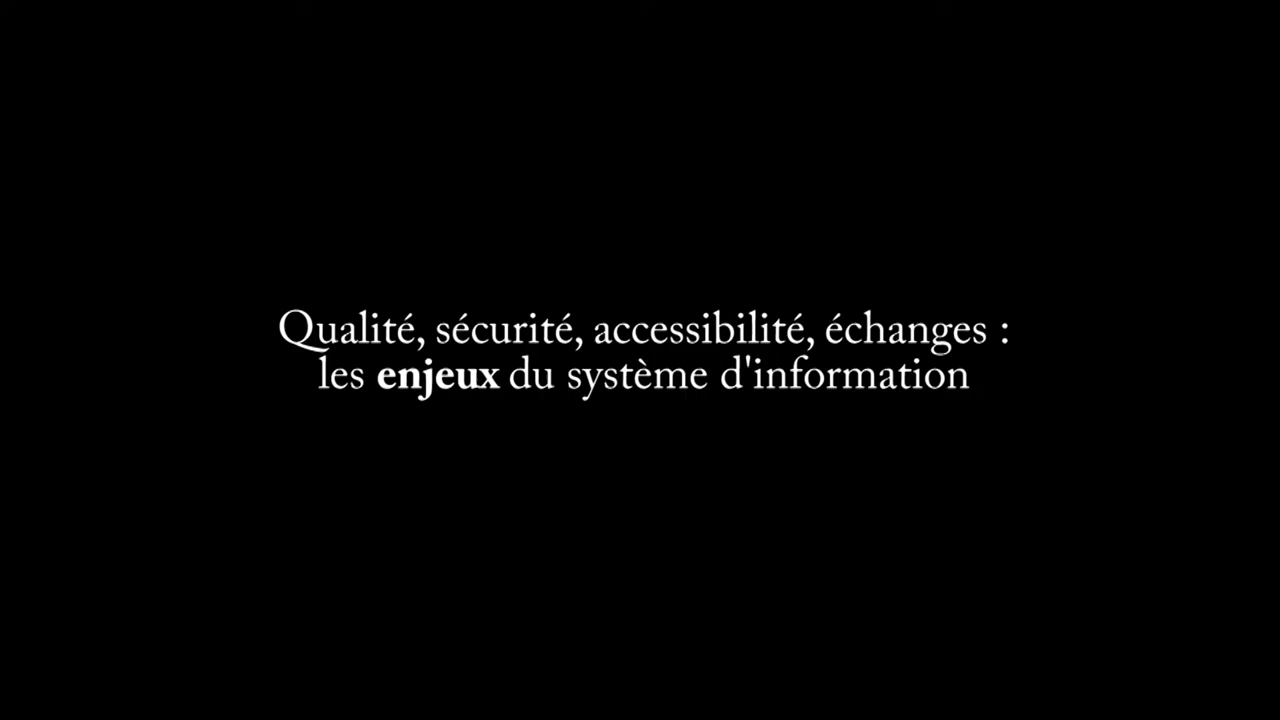 Qualité, sécurité, accessibilité, échanges :
les enjeux du système d'information